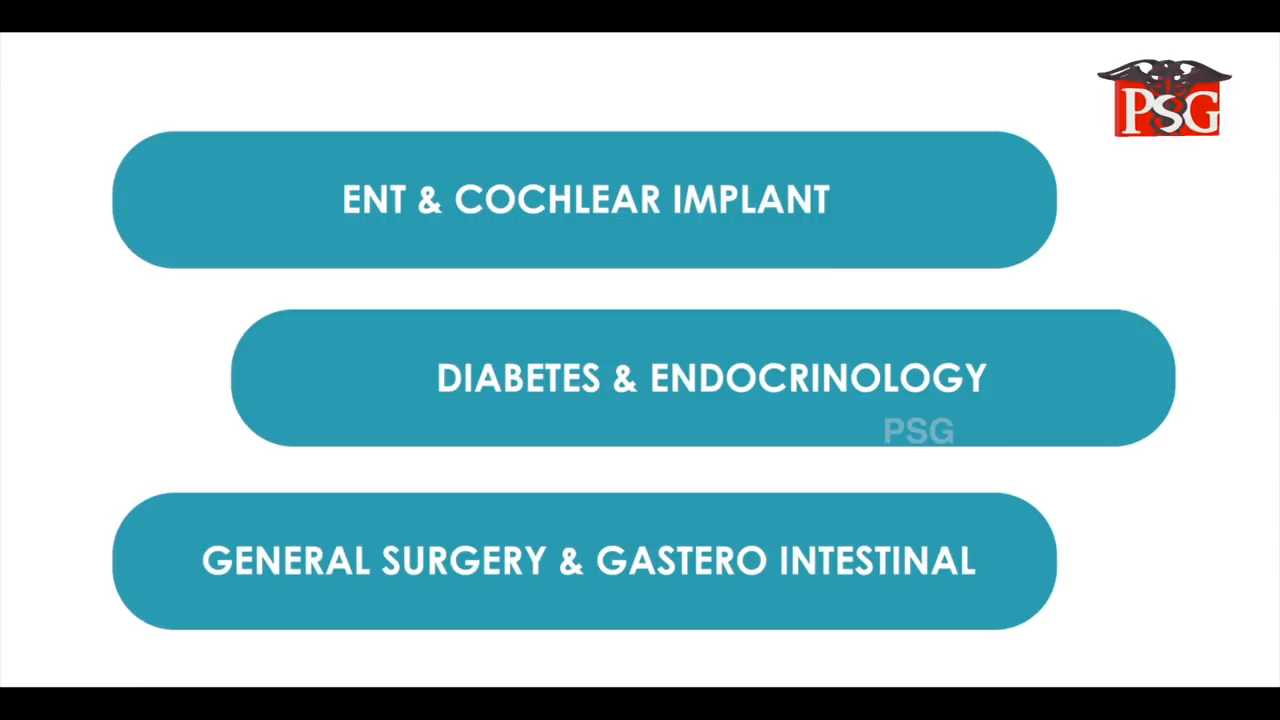 PSG
ENT & COCHLEAR IMPLANT
DIABETES & ENDOCRINOLOGY
PSG
GENERAL SURGERY & GASTERO INTESTINAL